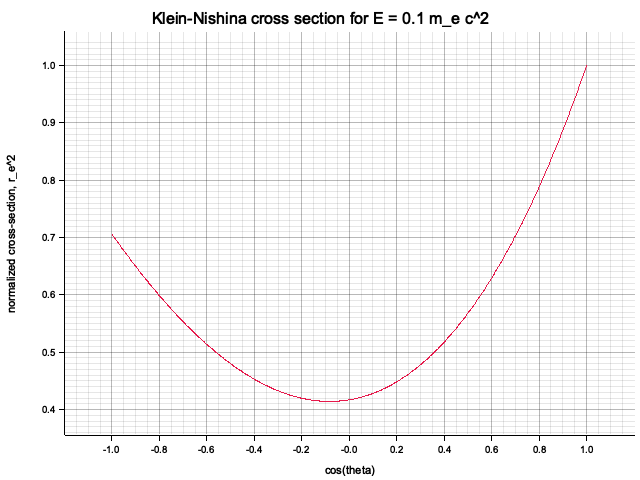 Klein-Nishina cross section for E = 0.1 m_e c^2
normalized cross-section, r_e^2
1.0
0.9
0.8
0.7
0.6
0.5
0.4
-1.0 -0.8 -0.6 -0.4 -0.2 -0.0 0.2 0.4 0.6 0.8 1.0
cos(theta)